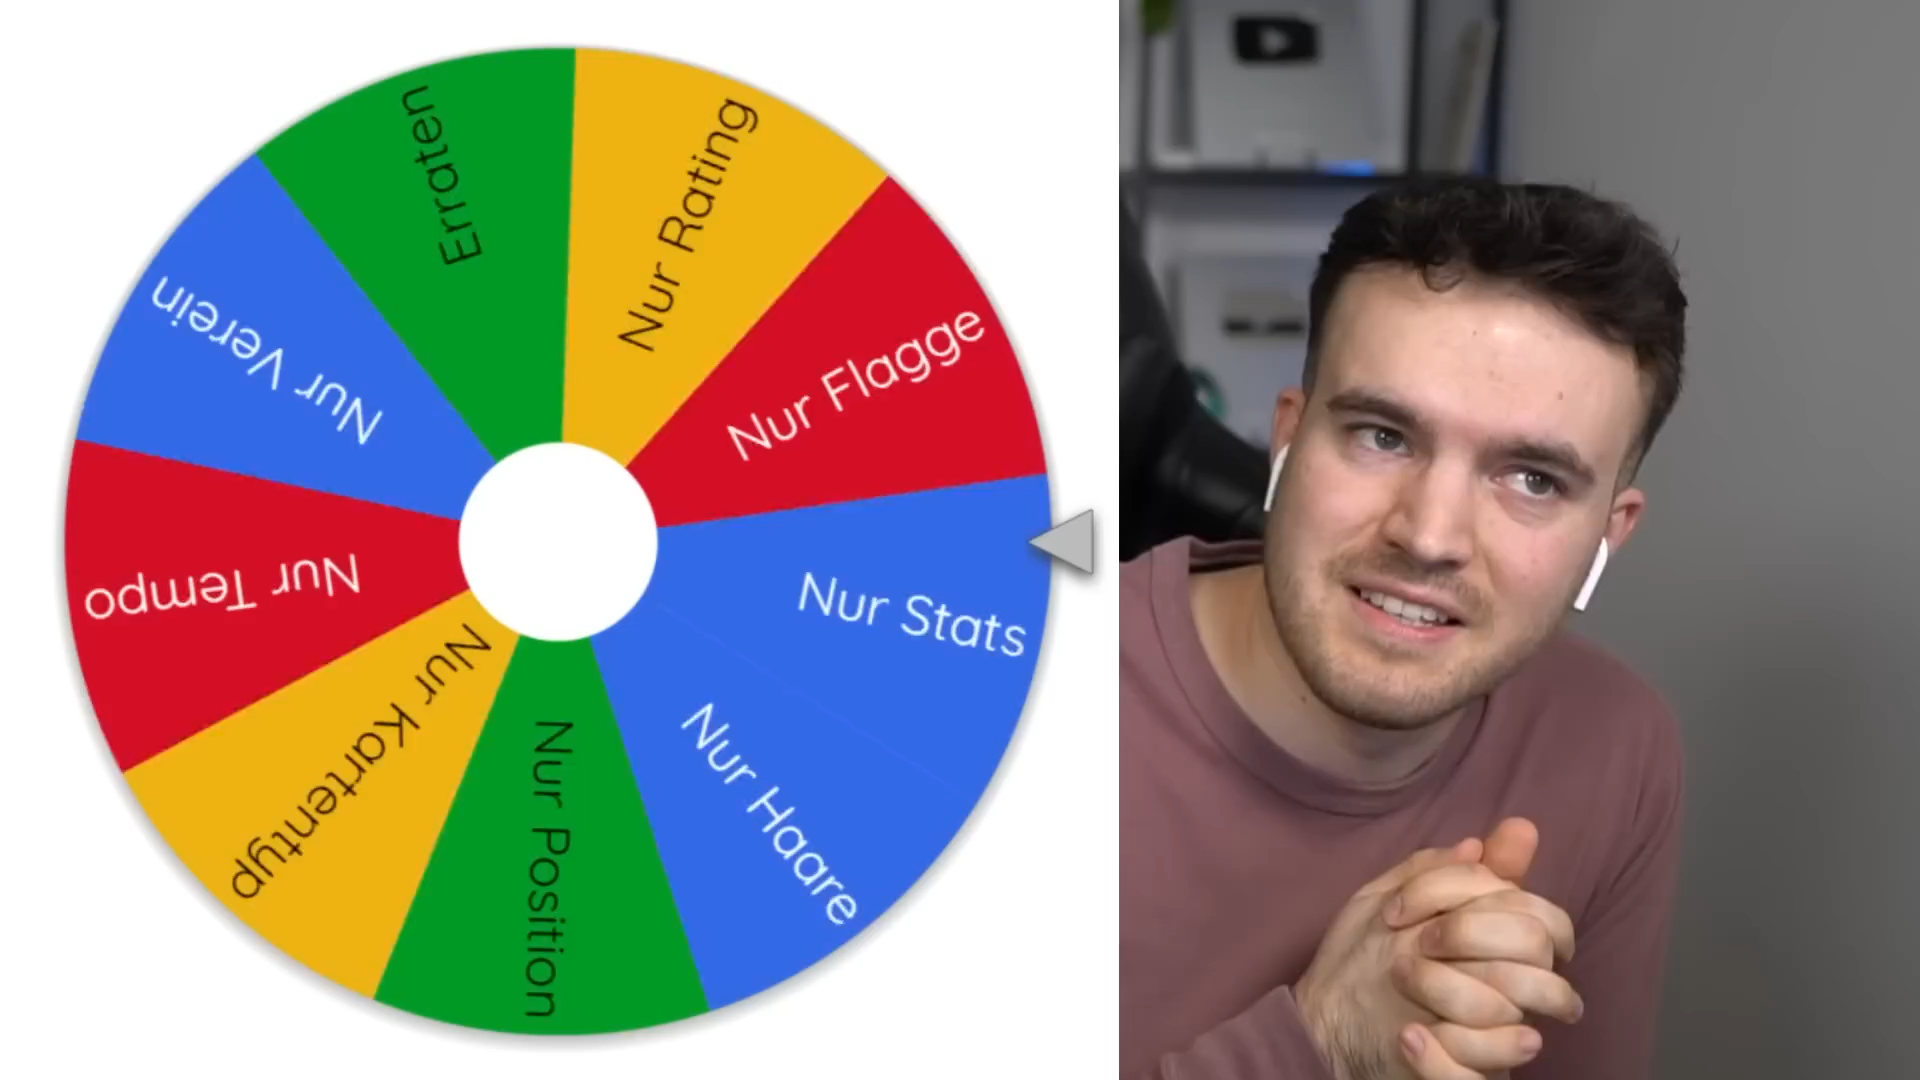 Erraten
Nur Rating
Nur Flagge
Nur Stats
Nur Haare
Nur Position
Nur Kartentyp
Nur Tempo
Nur Verein